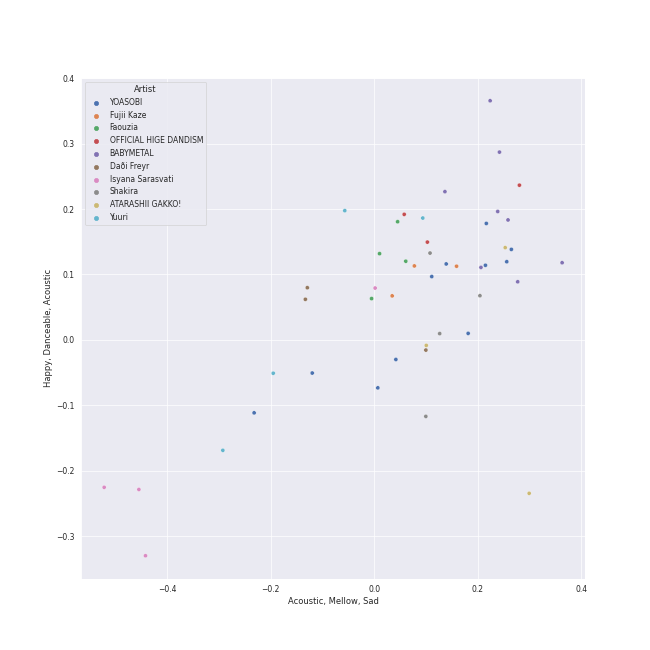 Artist
YOASOBI
Fujii Kaze
Faouzia
OFFICIAL HIGE DANDISM
BABYMETAL
Daði Freyr
Isyana Sarasvati
Shakira
ATARASHII GAKKO!
Yuuri
Happy, Danceable, Acoustic
0.4
0.3
0.2
0.1
0.0
−0.1
−0.2
−0.3
−0.4 −0.2 0.0 0.2 0.4
Acoustic, Mellow, Sad